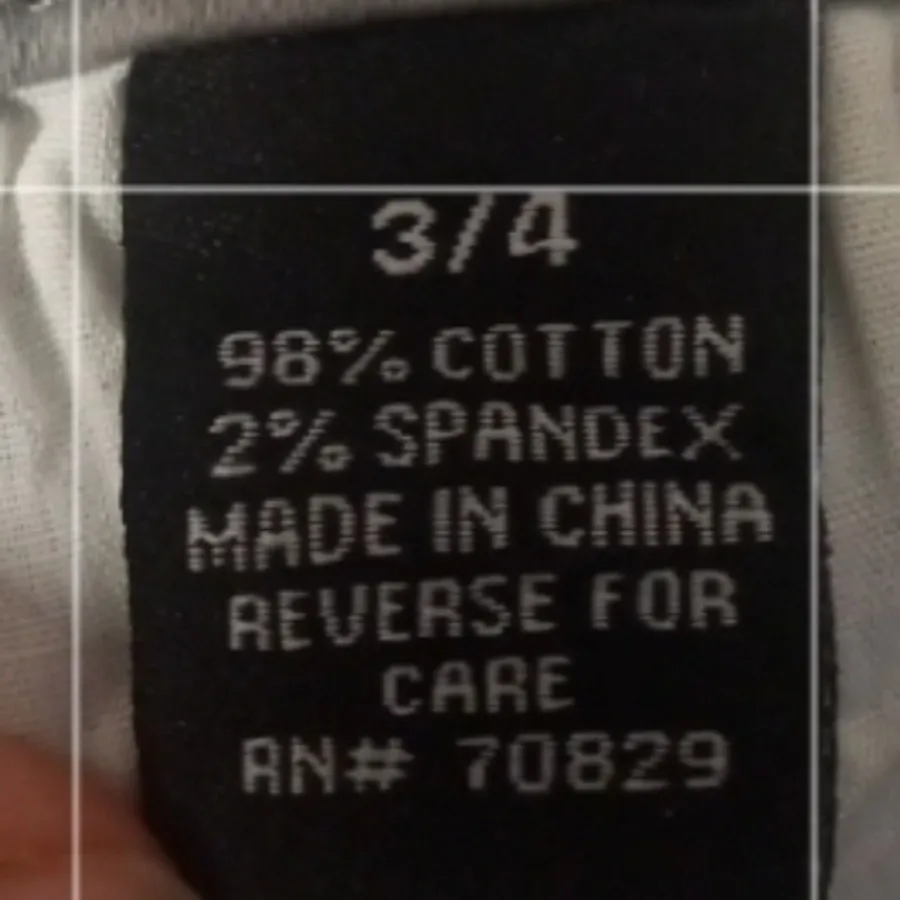 3/4
98% COTTON
2% SPANDEX
MADE IN CHINA
REVERSE FOR
CARE
RN# 70829